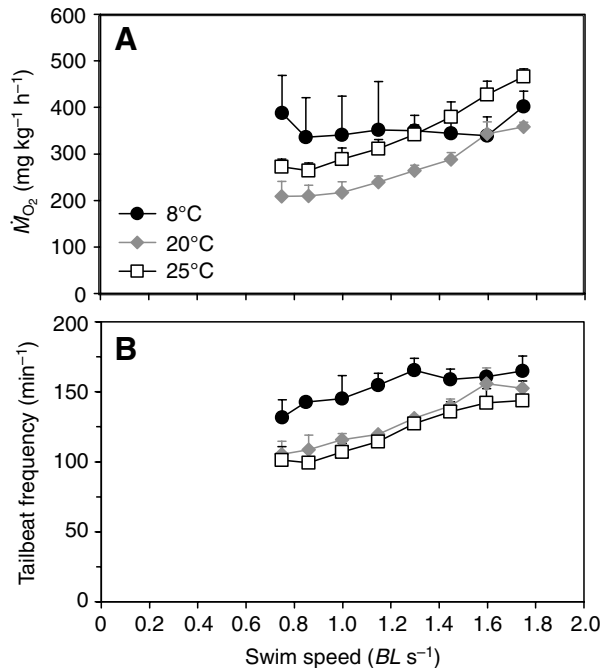 600
A
500
400
300
200
100
0
ṀO₂ (mg kg⁻¹ h⁻¹)
8°C
20°C
25°C
200
B
150
100
50
0
Tailbeat frequency (min⁻¹)
0 0.2 0.4 0.6 0.8 1.0 1.2 1.4 1.6 1.8 2.0
Swim speed (BL s⁻¹)